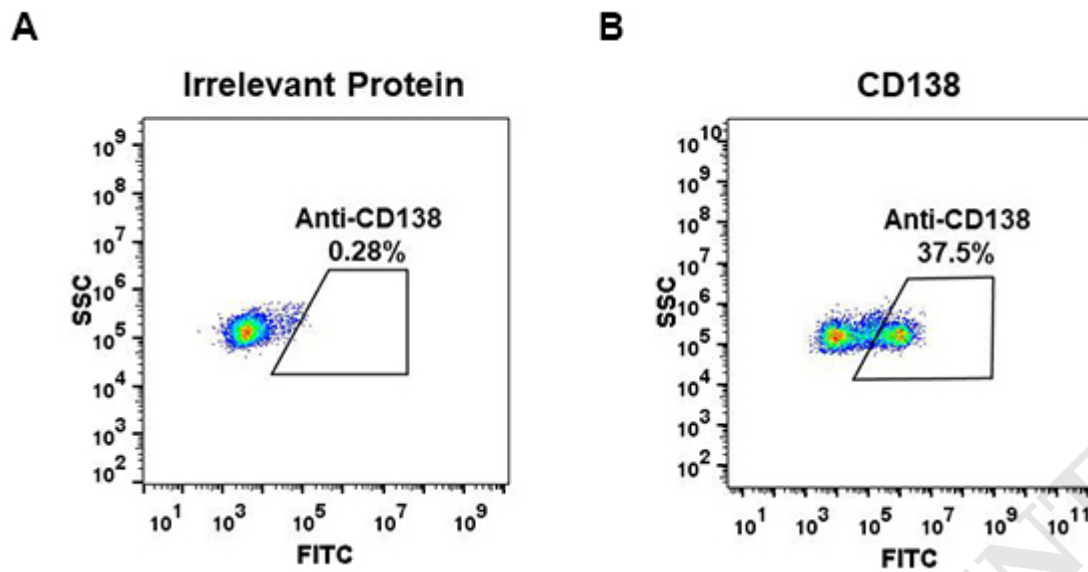 A
Irrelevant Protein
10⁹
10⁸
10⁷
10⁶
10⁵
10⁴
10³
10²
SSC
Anti-CD138
0.28%
10¹ 10³ 10⁵ 10⁷ 10⁹
FITC
B
CD138
10¹⁰
10⁹
10⁸
10⁷
10⁶
10⁵
10⁴
10³
10²
SSC
Anti-CD138
37.5%
10¹ 10³ 10⁵ 10⁷ 10⁹ 10¹¹
FITC